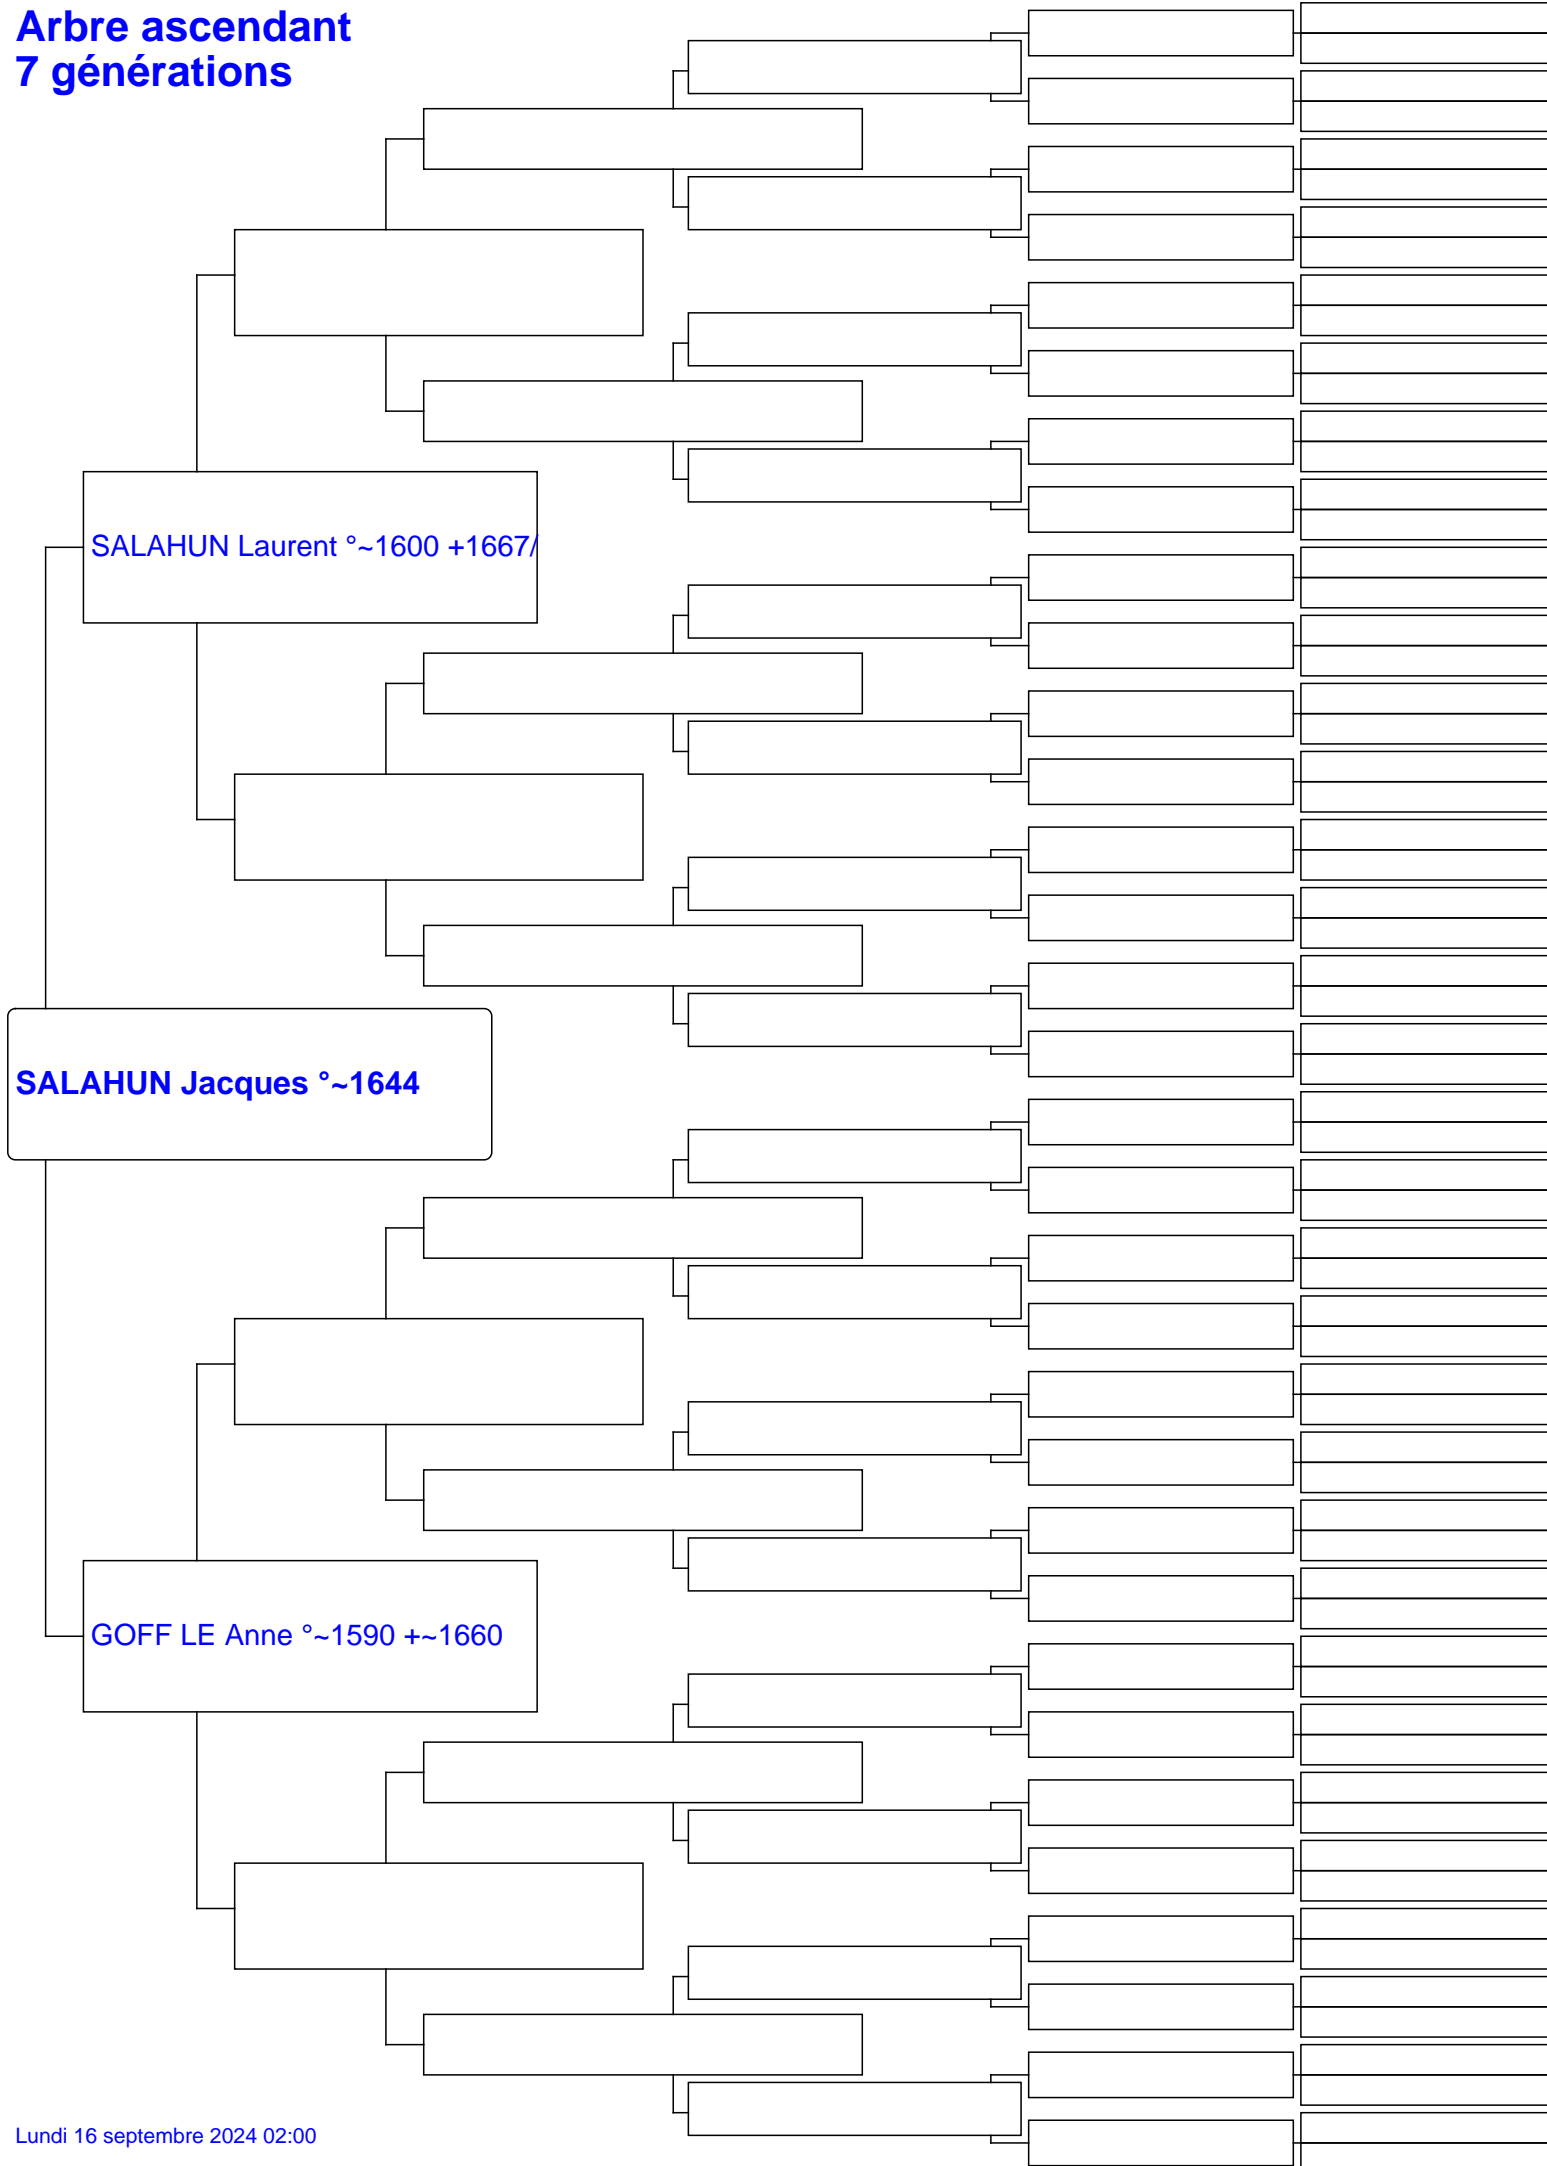 Arbre ascendant
7 générations
SALAHUN Laurent °~1600 +1667/
SALAHUN Jacques °~1644
GOFF LE Anne °~1590 +~1660
Lundi 16 septembre 2024 02:00